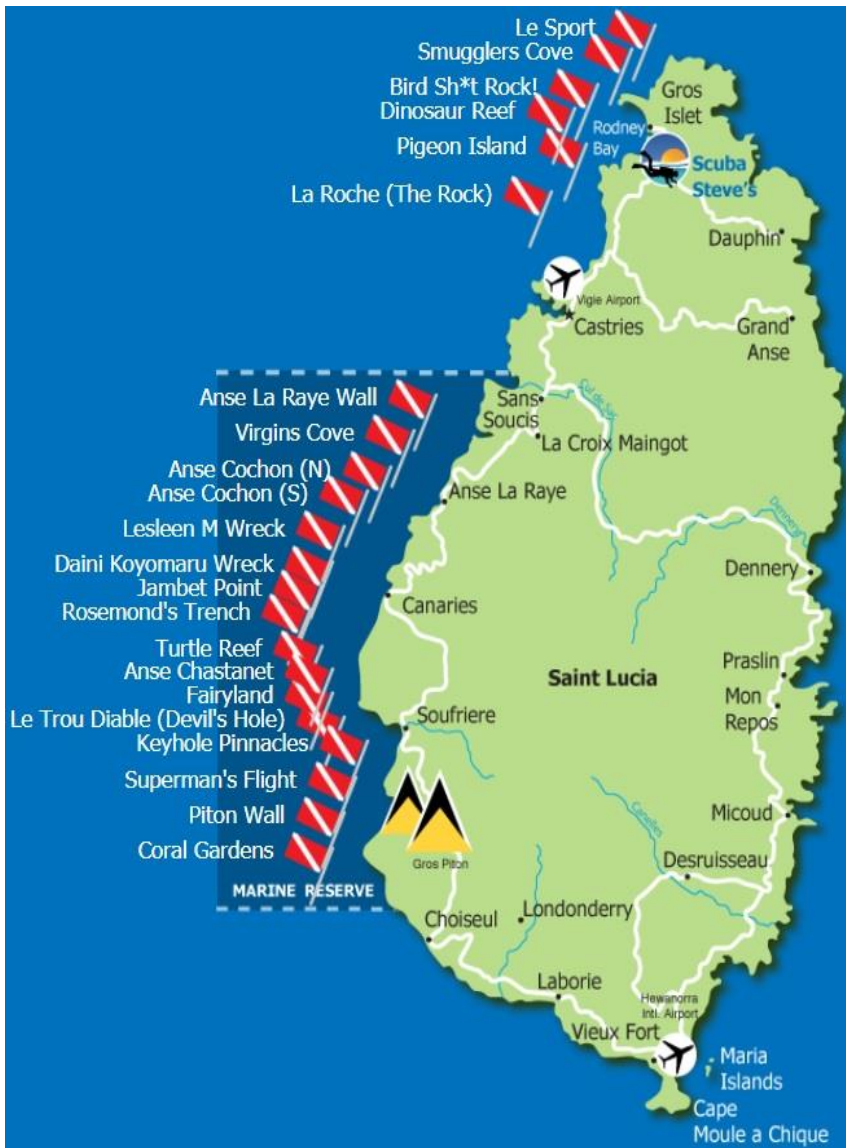 Le Sport
Smugglers Cove
Bird Sh*t Rock!
Dinosaur Reef
Pigeon Island
La Roche (The Rock)
Gros
Islet
Rodney
Bay
Scuba
Steve's
Dauphin
Vigie Airport
Castries
Grand
Anse
Anse La Raye Wall
Virgins Cove
Anse Cochon (N)
Anse Cochon (S)
Lesleen M Wreck
Daini Koyomaru Wreck
Jambet Point
Rosemond's Trench
Turtle Reef
Anse Chastanet
Fairyland
Le Trou Diable (Devil's Hole)
Keyhole Pinnacles
Superman's Flight
Piton Wall
Coral Gardens
MARINE RESERVE
Sans
Soucis
Cul de Sac
La Croix Maingot
Anse La Raye
Dennery
Dennery
Canaries
Saint Lucia
Praslin
Mon
Repos
Soufriere
Canelles
Micoud
Gros Piton
Desruisseau
Choiseul
Londonderry
Laborie
Hewanorra
Intl. Airport
Vieux Fort
Maria
Islands
Cape
Moule a Chique